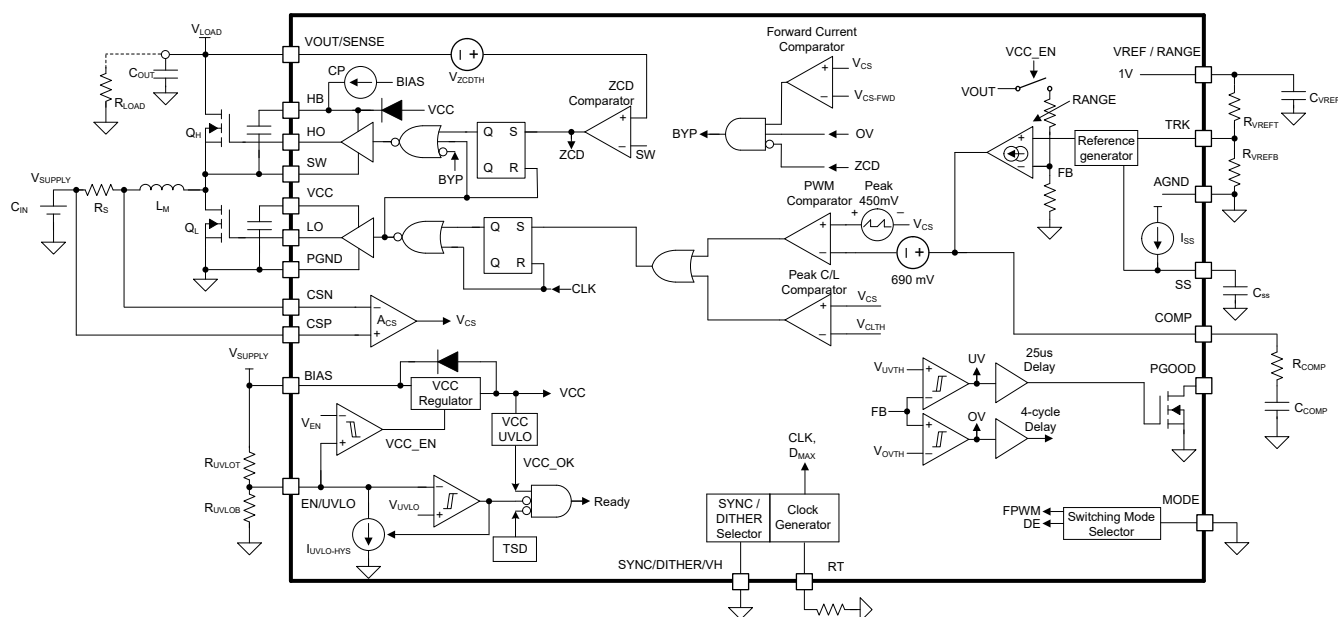 VLOAD
VOUT/SENSE
COUT
RLOAD
CP
BIAS
VZCDTH
HB
VCC
ZCD
Comparator
QH
HO
Q
S
Q
R
+
−
SW
ZCD
BYP
SW
VSUPPLY
CIN
RS
LM
VCC
QL
LO
PGND
Q
S
Q
R
CLK
CSN
CSP
−
ACS
+
VCS
VSUPPLY
BIAS
VCC
Regulator
VCC
VEN
−
+
VCC_EN
VCC
UVLO
VCC_OK
RUVLOT
RUVLOB
EN/UVLO
VUVLO
−
+
Ready
IUVLO-HYS
TSD
Forward Current
Comparator
+
−
VCS
VCS-FWD
BYP
OV
ZCD
PWM
Comparator
Peak
450mV
+
−
VCS
+
−
690 mV
Peak C/L
Comparator
+
−
VCS
VCLTH
VCC_EN
VOUT
RANGE
+
−
FB
Reference
generator
VREF / RANGE
1V
CVREF
RVREFT
TRK
RVREFB
AGND
ISS
SS
Css
COMP
RCOMP
CCOMP
VUVTH
+
−
UV
25us
Delay
PGOOD
FB
VOVTH
+
−
OV
4-cycle
Delay
CLK,
DMAX
SYNC /
DITHER
Selector
Clock
Generator
SYNC/DITHER/VH
RT
MODE
FPWM
DE
Switching Mode
Selector